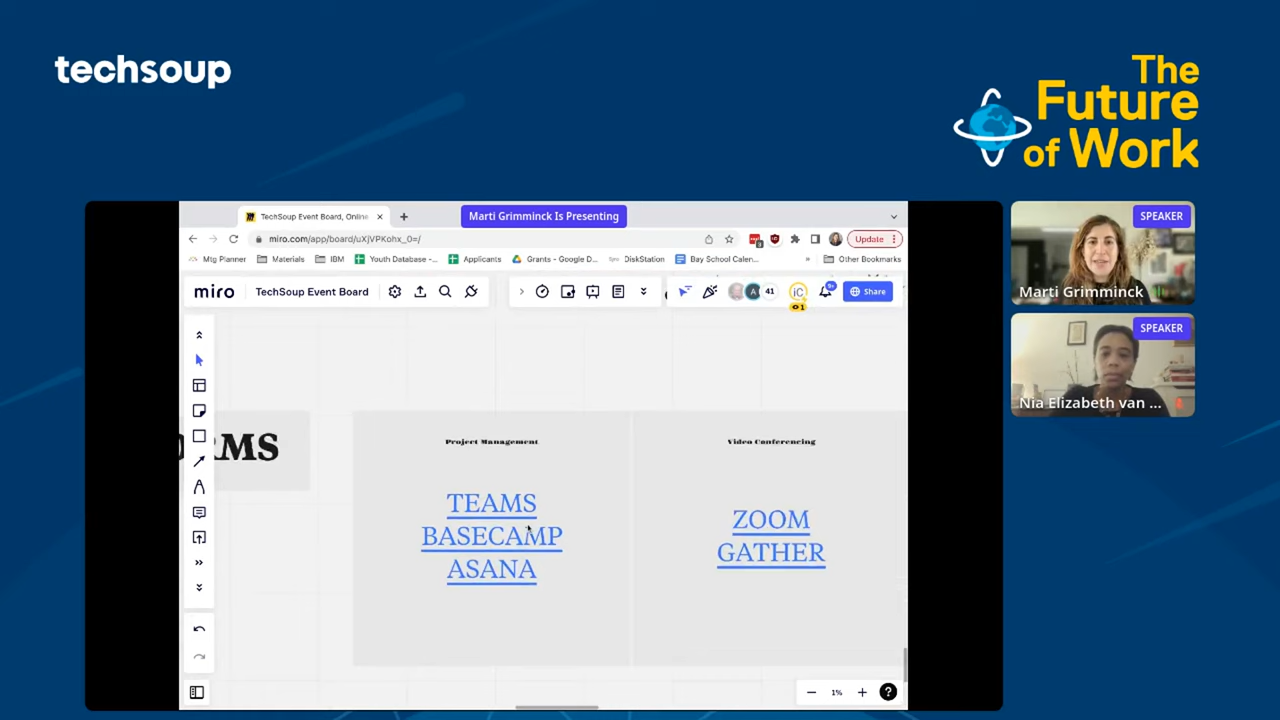 techsoup
The
Future
of Work
TechSoup Event Board, Online
Marti Grimminck Is Presenting
miro.com/app/board/uXjVPKohx_0=/
Update
Mtg Planner
Materials
IBM
Youth Database -...
Applicants
Grants - Google D...
DiskStation
Bay School Calen...
Other Bookmarks
miro
TechSoup Event Board
A
41
iC
1
9+
Share
SPEAKER
Marti Grimminck
SPEAKER
Nia Elizabeth van ...
RMS
Project Management
Video Conferencing
TEAMS
BASECAMP
ASANA
ZOOM
GATHER
1%
?